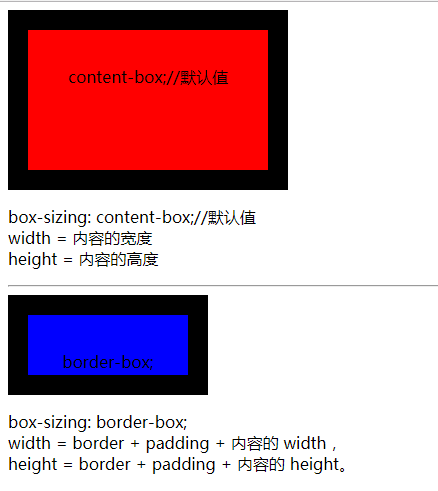 content-box;//默认值
box-sizing: content-box;//默认值
width = 内容的宽度
height = 内容的高度
border-box;
box-sizing: border-box;
width = border + padding + 内容的 width，
height = border + padding + 内容的 height。